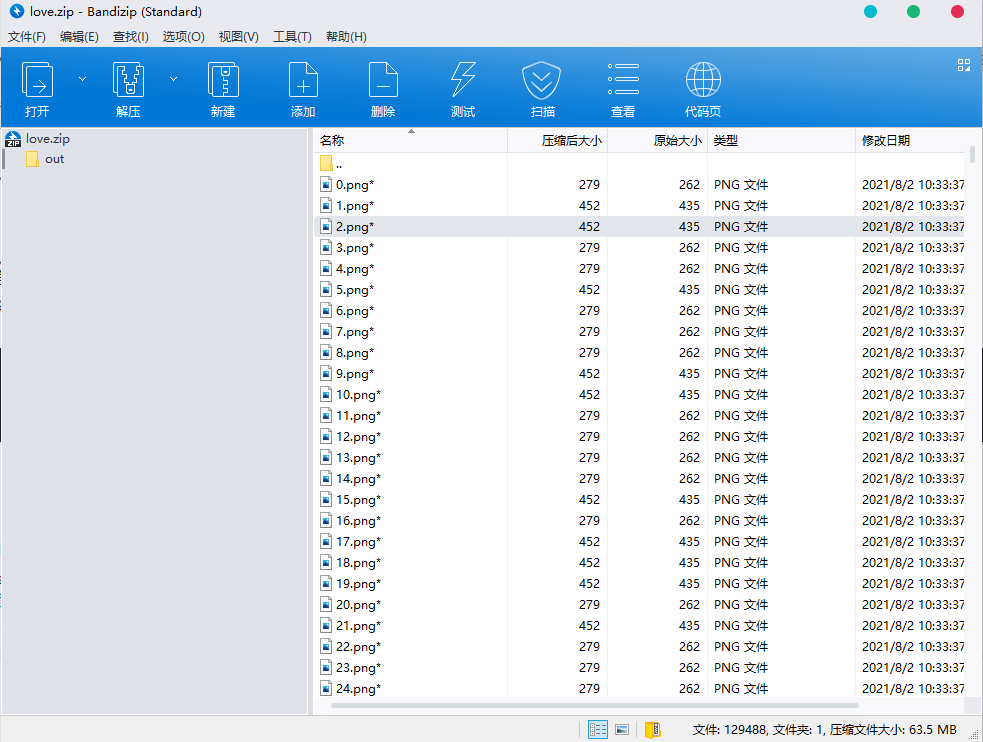 love.zip - Bandizip (Standard)
文件(F) 编辑(E) 查找(I) 选项(O) 视图(V) 工具(T) 帮助(H)
打开 解压 新建 添加 删除 测试 扫描 查看 代码页
ZIP love.zip
out
名称 压缩后大小 原始大小 类型 修改日期
..
0.png* 279 262 PNG 文件 2021/8/2 10:33:37
1.png* 452 435 PNG 文件 2021/8/2 10:33:37
2.png* 452 435 PNG 文件 2021/8/2 10:33:37
3.png* 279 262 PNG 文件 2021/8/2 10:33:37
4.png* 279 262 PNG 文件 2021/8/2 10:33:37
5.png* 452 435 PNG 文件 2021/8/2 10:33:37
6.png* 279 262 PNG 文件 2021/8/2 10:33:37
7.png* 279 262 PNG 文件 2021/8/2 10:33:37
8.png* 279 262 PNG 文件 2021/8/2 10:33:37
9.png* 452 435 PNG 文件 2021/8/2 10:33:37
10.png* 452 435 PNG 文件 2021/8/2 10:33:37
11.png* 279 262 PNG 文件 2021/8/2 10:33:37
12.png* 279 262 PNG 文件 2021/8/2 10:33:37
13.png* 279 262 PNG 文件 2021/8/2 10:33:37
14.png* 279 262 PNG 文件 2021/8/2 10:33:37
15.png* 452 435 PNG 文件 2021/8/2 10:33:37
16.png* 279 262 PNG 文件 2021/8/2 10:33:37
17.png* 452 435 PNG 文件 2021/8/2 10:33:37
18.png* 452 435 PNG 文件 2021/8/2 10:33:37
19.png* 452 435 PNG 文件 2021/8/2 10:33:37
20.png* 279 262 PNG 文件 2021/8/2 10:33:37
21.png* 452 435 PNG 文件 2021/8/2 10:33:37
22.png* 279 262 PNG 文件 2021/8/2 10:33:37
23.png* 279 262 PNG 文件 2021/8/2 10:33:37
24.png* 279 262 PNG 文件 2021/8/2 10:33:37
文件: 129488, 文件夹: 1, 压缩文件大小: 63.5 MB